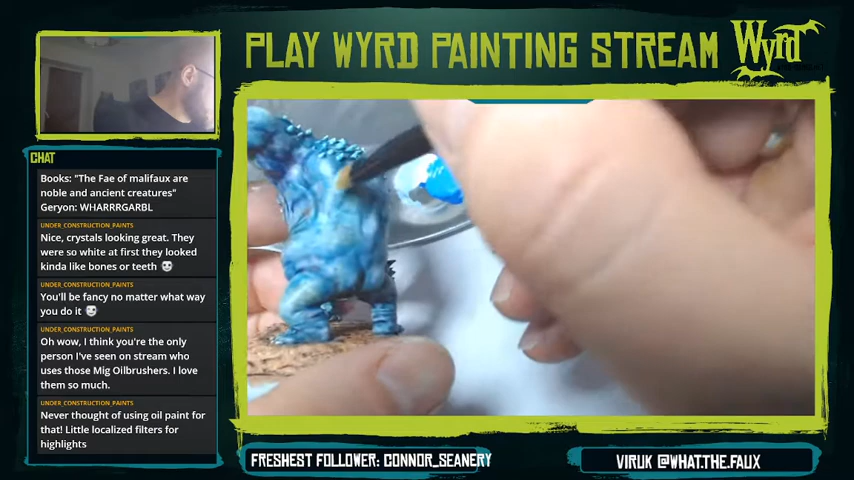 PLAY WYRD PAINTING STREAM
Wyrd
CHAT
Books: "The Fae of malifaux are
noble and ancient creatures"
Geryon: WHARRRGARBL
UNDER_CONSTRUCTION_PAINTS
Nice, crystals looking great. They
were so white at first they looked
kinda like bones or teeth
UNDER_CONSTRUCTION_PAINTS
You'll be fancy no matter what way
you do it
UNDER_CONSTRUCTION_PAINTS
Oh wow, I think you're the only
person I've seen on stream who
uses those Mig Oilbrushers. I love
them so much.
UNDER_CONSTRUCTION_PAINTS
Never thought of using oil paint for
that! Little localized filters for
highlights
FRESHEST FOLLOWER: CONNOR_SEANERY
VIRUK @WHAT.THE.FAUX